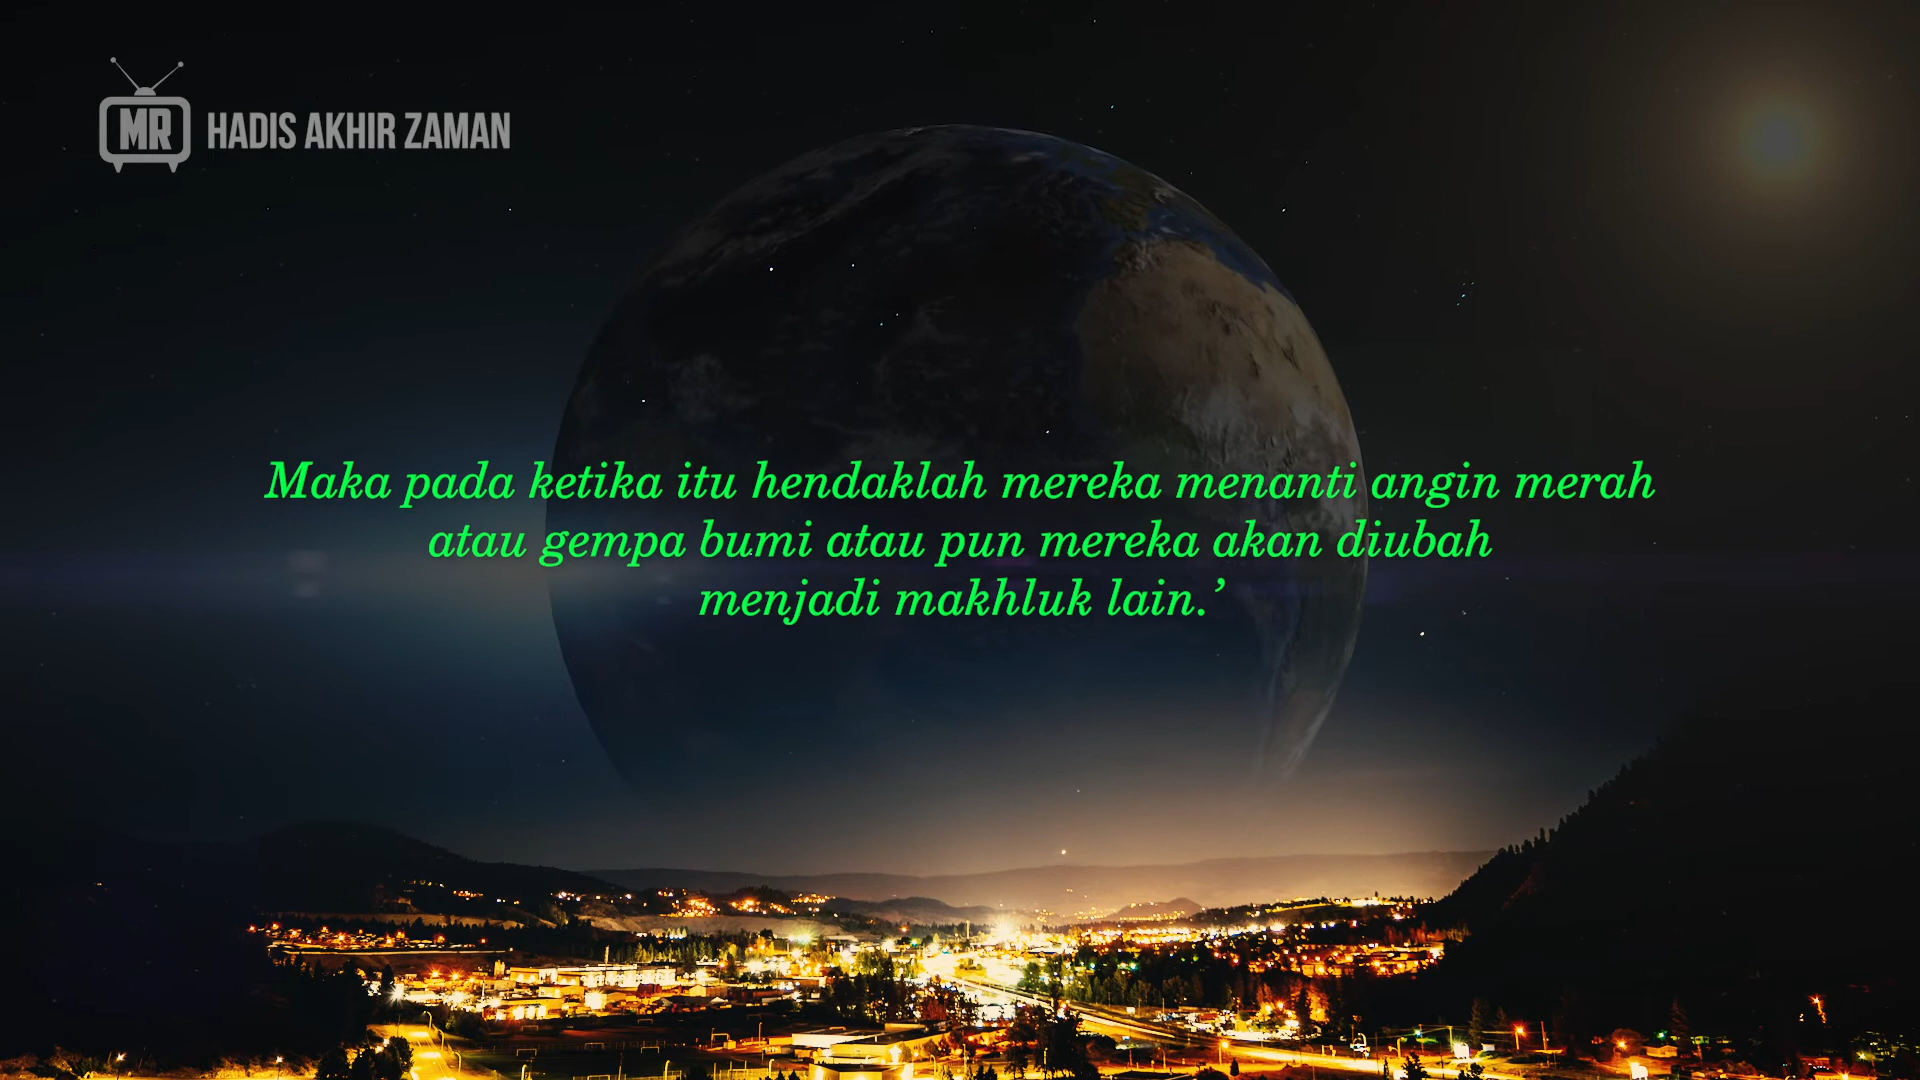 MR HADIS AKHIR ZAMAN
Maka pada ketika itu hendaklah mereka menanti angin merah
atau gempa bumi atau pun mereka akan diubah
menjadi makhluk lain.’